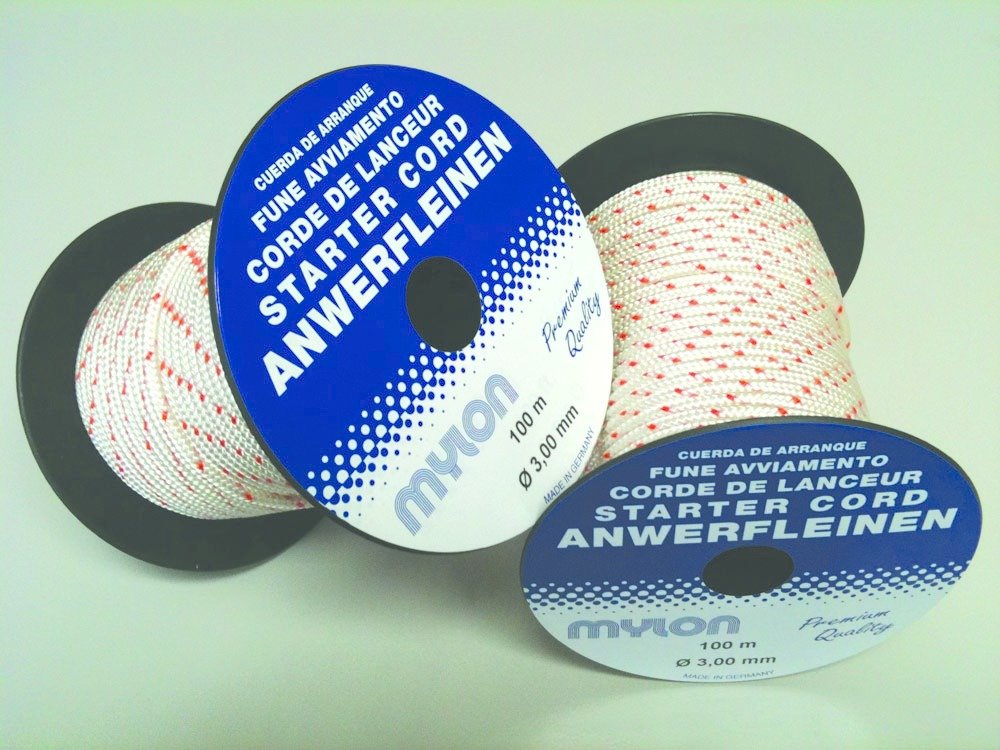 CUERDA DE ARRANQUE
FUNE AVVIAMENTO
CORDE DE LANCEUR
STARTER CORD
ANWERFLEINEN
Premium
Quality
mylon
100 m
Ø 3,00 mm
MADE IN GERMANY
CUERDA DE ARRANQUE
FUNE AVVIAMENTO
CORDE DE LANCEUR
STARTER CORD
ANWERFLEINEN
mylon
Premium
Quality
100 m
Ø 3,00 mm
MADE IN GERMANY